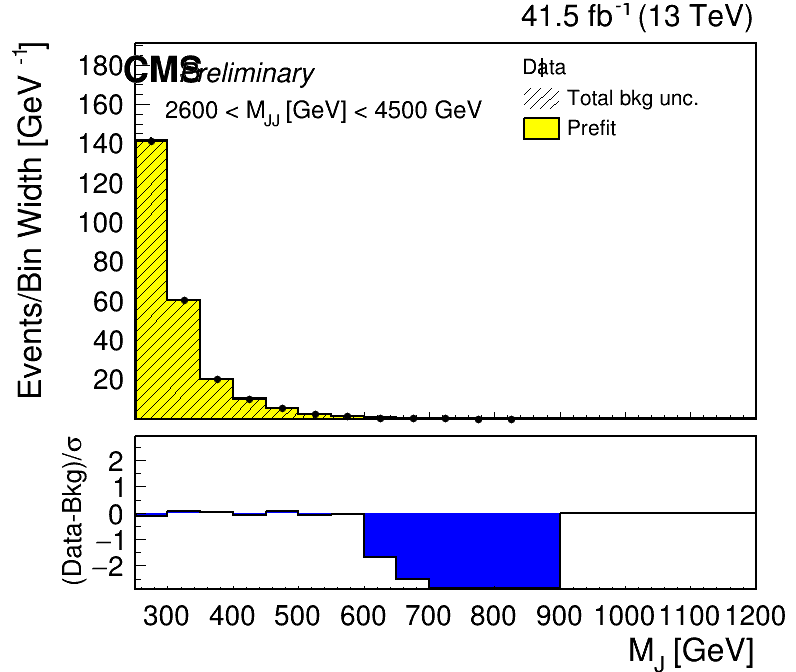 41.5 fb-1 (13 TeV)
Events/Bin Width [GeV-1]
180
160
140
120
100
80
60
40
20
CMS Preliminary
2600 < MJJ [GeV] < 4500 GeV
Data
Total bkg unc.
Prefit
(Data-Bkg)/σ
2
1
0
−1
−2
300 400 500 600 700 800 900 1000 1100 1200
MJ [GeV]